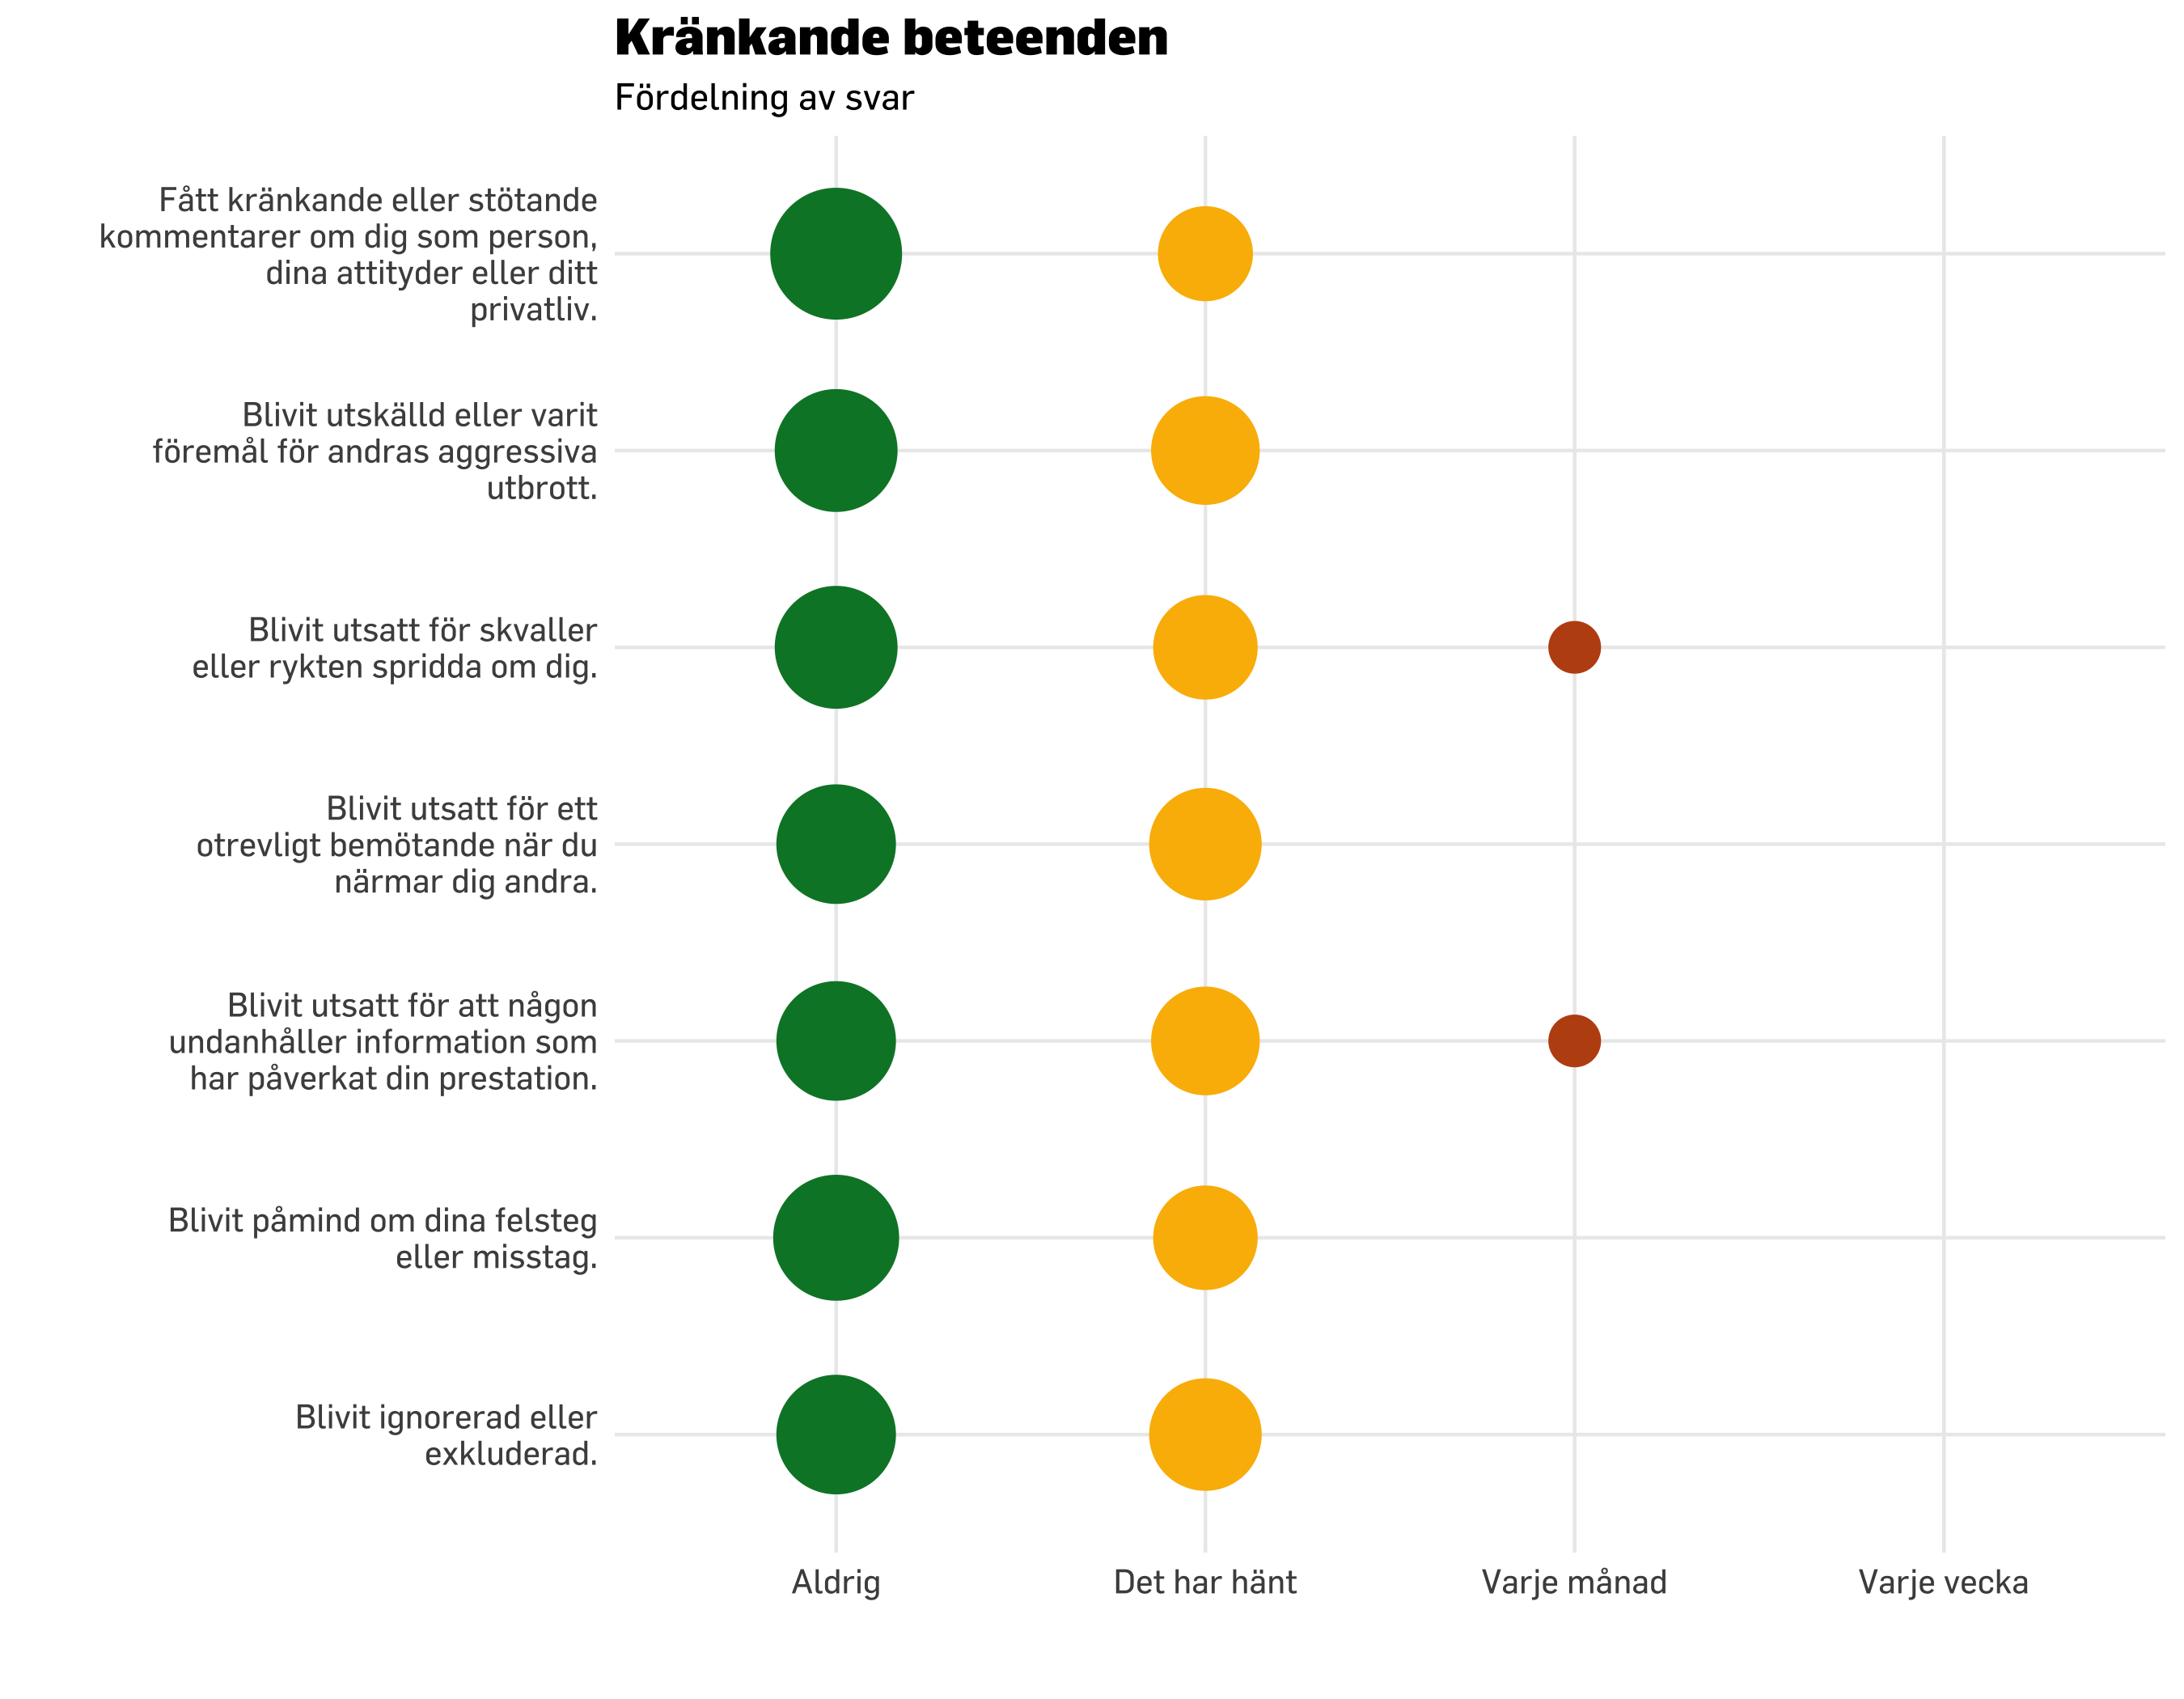 Kränkande beteenden
Fördelning av svar
Fått kränkande eller stötande
kommentarer om dig som person,
dina attityder eller ditt
privatliv.
Blivit utskälld eller varit
föremål för andras aggressiva
utbrott.
Blivit utsatt för skvaller
eller rykten spridda om dig.
Blivit utsatt för ett
otrevligt bemötande när du
närmar dig andra.
Blivit utsatt för att någon
undanhåller information som
har påverkat din prestation.
Blivit påmind om dina felsteg
eller misstag.
Blivit ignorerad eller
exkluderad.
Aldrig
Det har hänt
Varje månad
Varje vecka